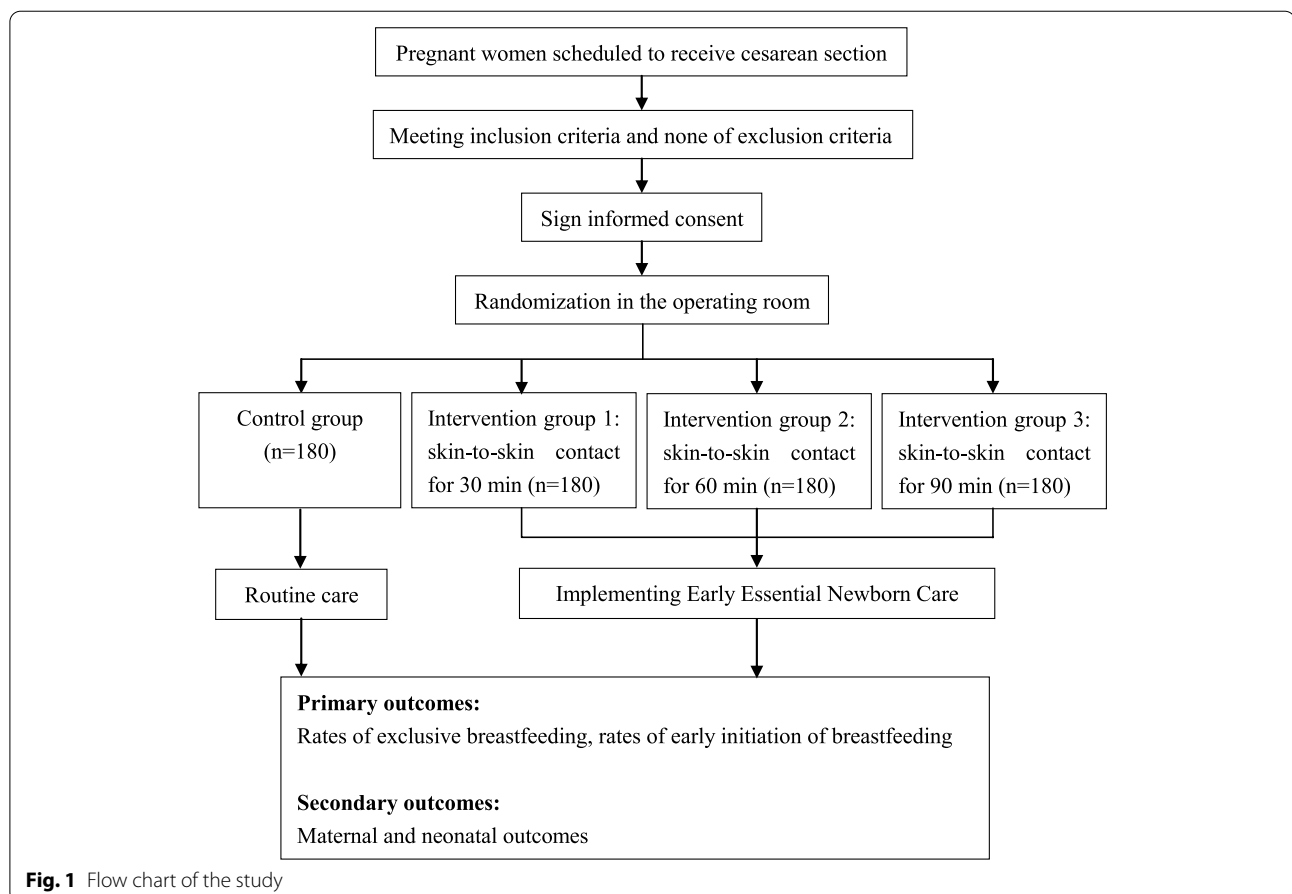 Pregnant women scheduled to receive cesarean section
Meeting inclusion criteria and none of exclusion criteria
Sign informed consent
Randomization in the operating room
Control group
(n=180)
Intervention group 1:
skin-to-skin contact
for 30 min (n=180)
Intervention group 2:
skin-to-skin contact
for 60 min (n=180)
Intervention group 3:
skin-to-skin contact
for 90 min (n=180)
Routine care
Implementing Early Essential Newborn Care
Primary outcomes:
Rates of exclusive breastfeeding, rates of early initiation of breastfeeding
Secondary outcomes:
Maternal and neonatal outcomes
Fig. 1 Flow chart of the study